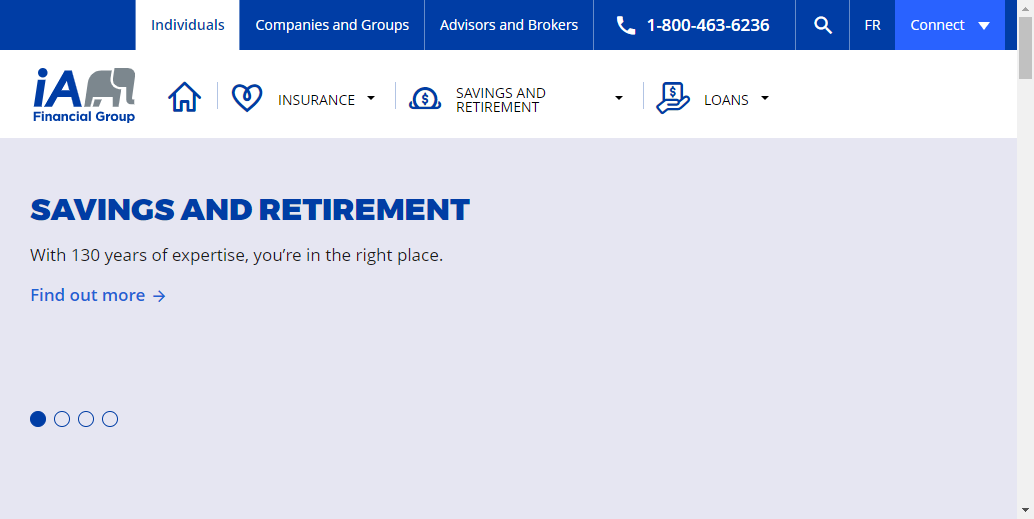 Individuals
Companies and Groups
Advisors and Brokers
1-800-463-6236
FR
Connect
iA
Financial Group
INSURANCE
SAVINGS AND
RETIREMENT
LOANS
SAVINGS AND RETIREMENT
With 130 years of expertise, you’re in the right place.
Find out more